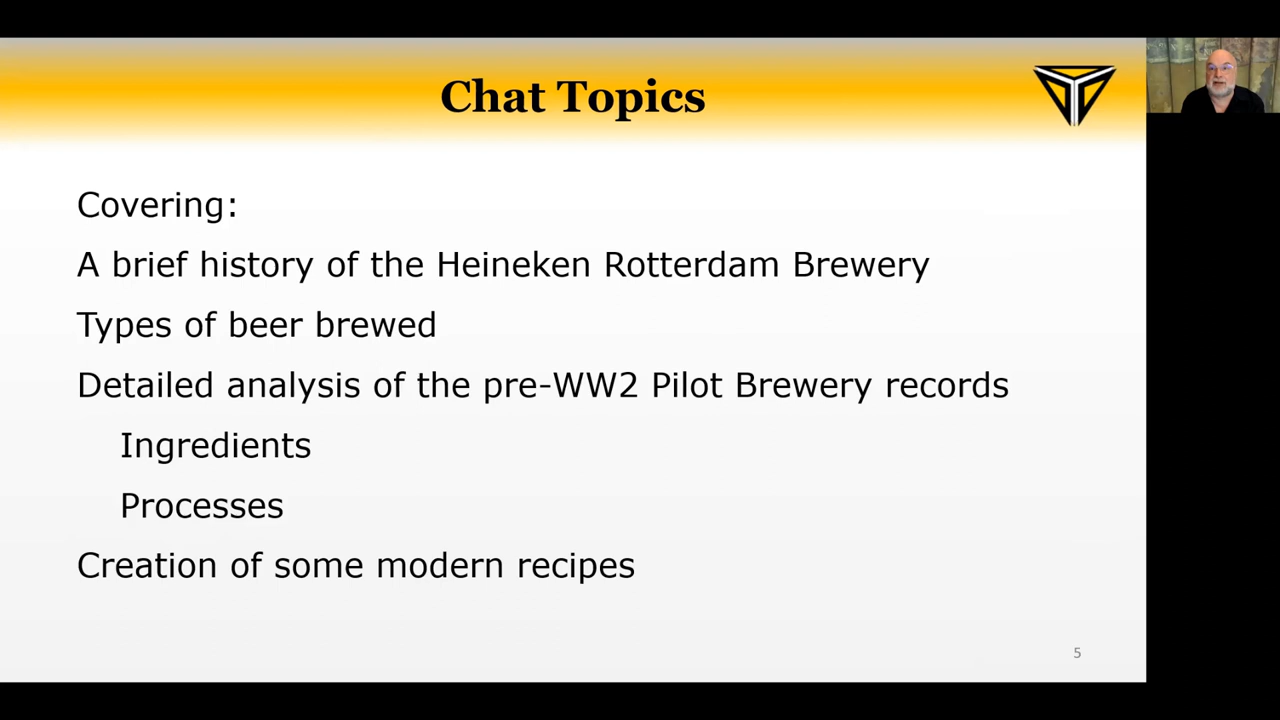 Chat Topics
Covering:
A brief history of the Heineken Rotterdam Brewery
Types of beer brewed
Detailed analysis of the pre-WW2 Pilot Brewery records
Ingredients
Processes
Creation of some modern recipes
5